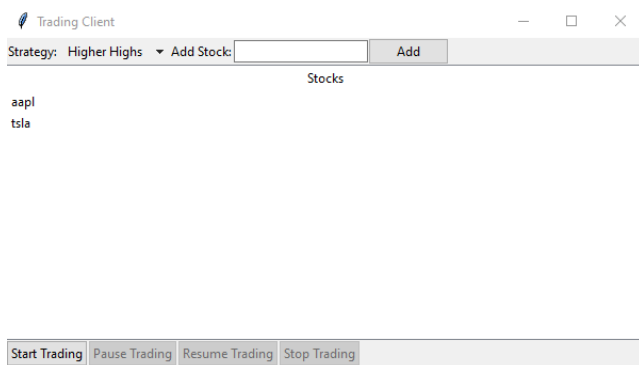 Trading Client
Strategy: Higher Highs Add Stock: Add
Stocks
aapl
tsla
Start Trading Pause Trading Resume Trading Stop Trading